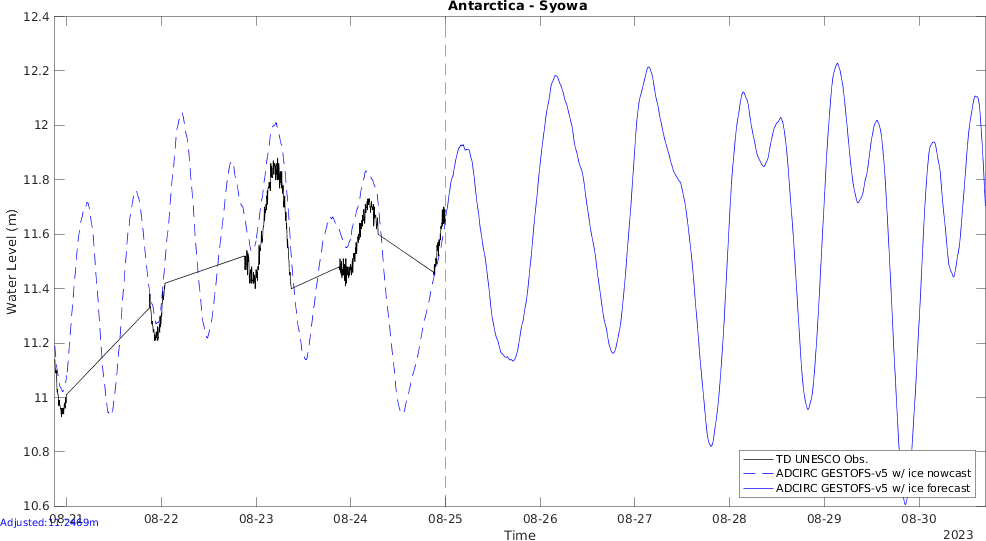 Antarctica - Syowa
Water Level (m)
12.4
12.2
12
11.8
11.6
11.4
11.2
11
10.8
10.6
TD UNESCO Obs.
ADCIRC GESTOFS-v5 w/ ice nowcast
ADCIRC GESTOFS-v5 w/ ice forecast
08-21 08-22 08-23 08-24 08-25 08-26 08-27 08-28 08-29 08-30
Adjusted:11.2469m
Time
2023